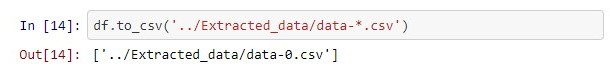 In [14]: df.to_csv('../Extracted_data/data-*.csv')
Out[14]: ['../Extracted_data/data-0.csv']